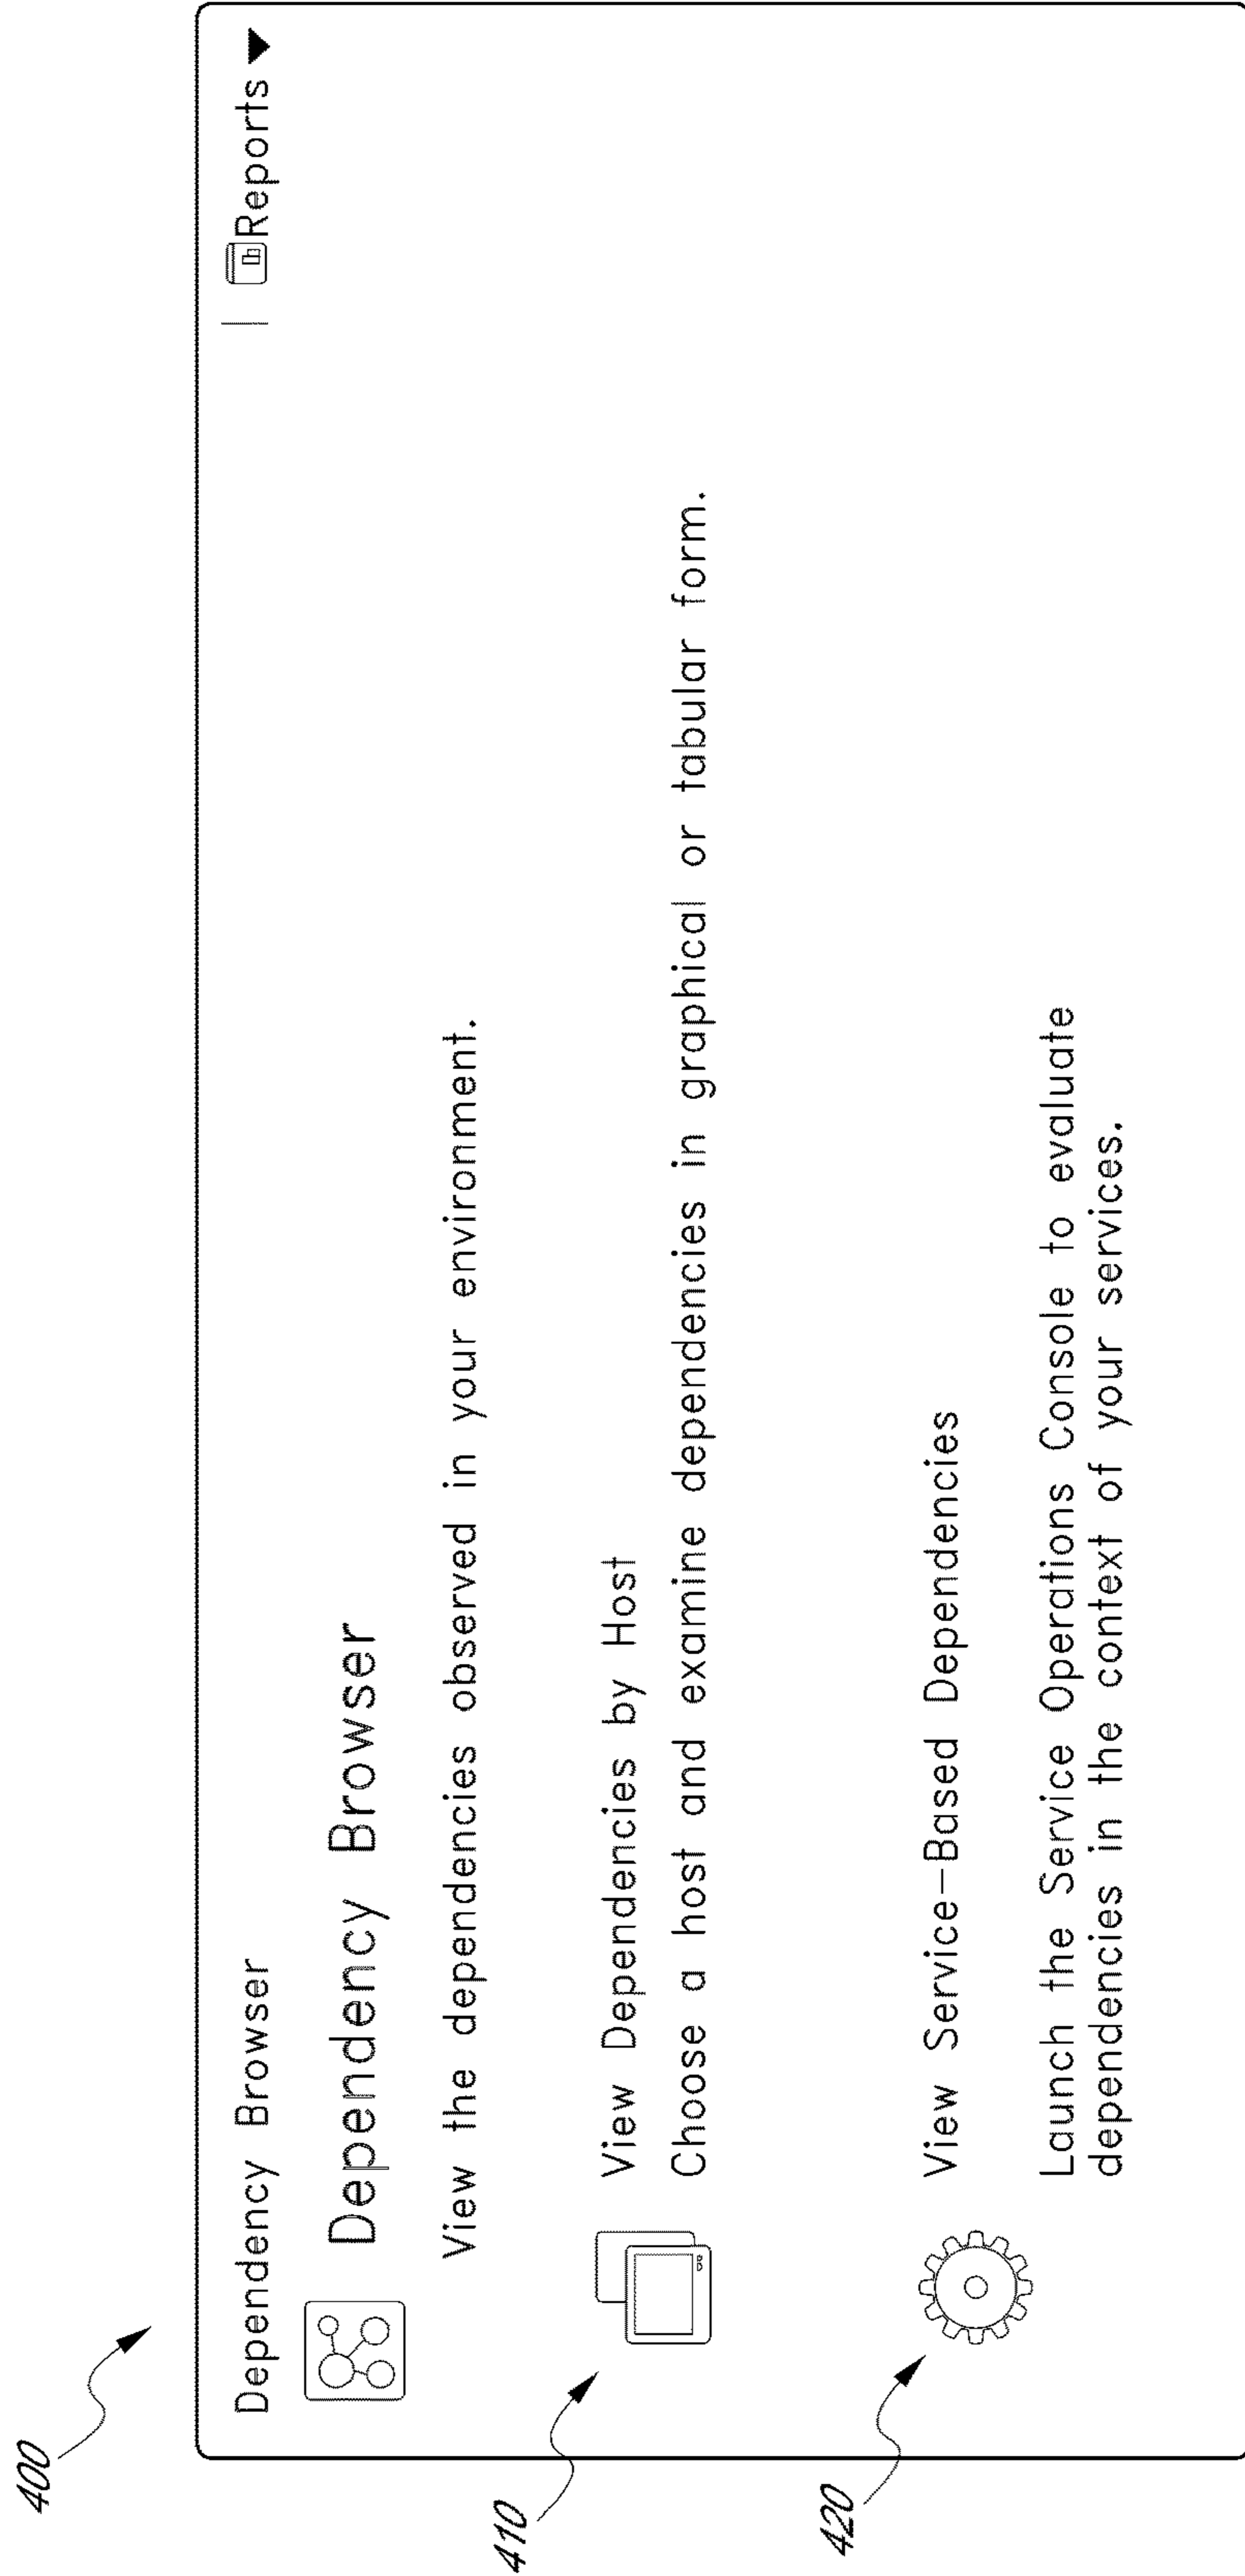 400
Dependency Browser
Reports
Dependency Browser
View the dependencies observed in your environment.
410
View Dependencies by Host
Choose a host and examine dependencies in graphical or tabular form.
420
View Service-Based Dependencies
Launch the Service Operations Console to evaluate
dependencies in the context of your services.